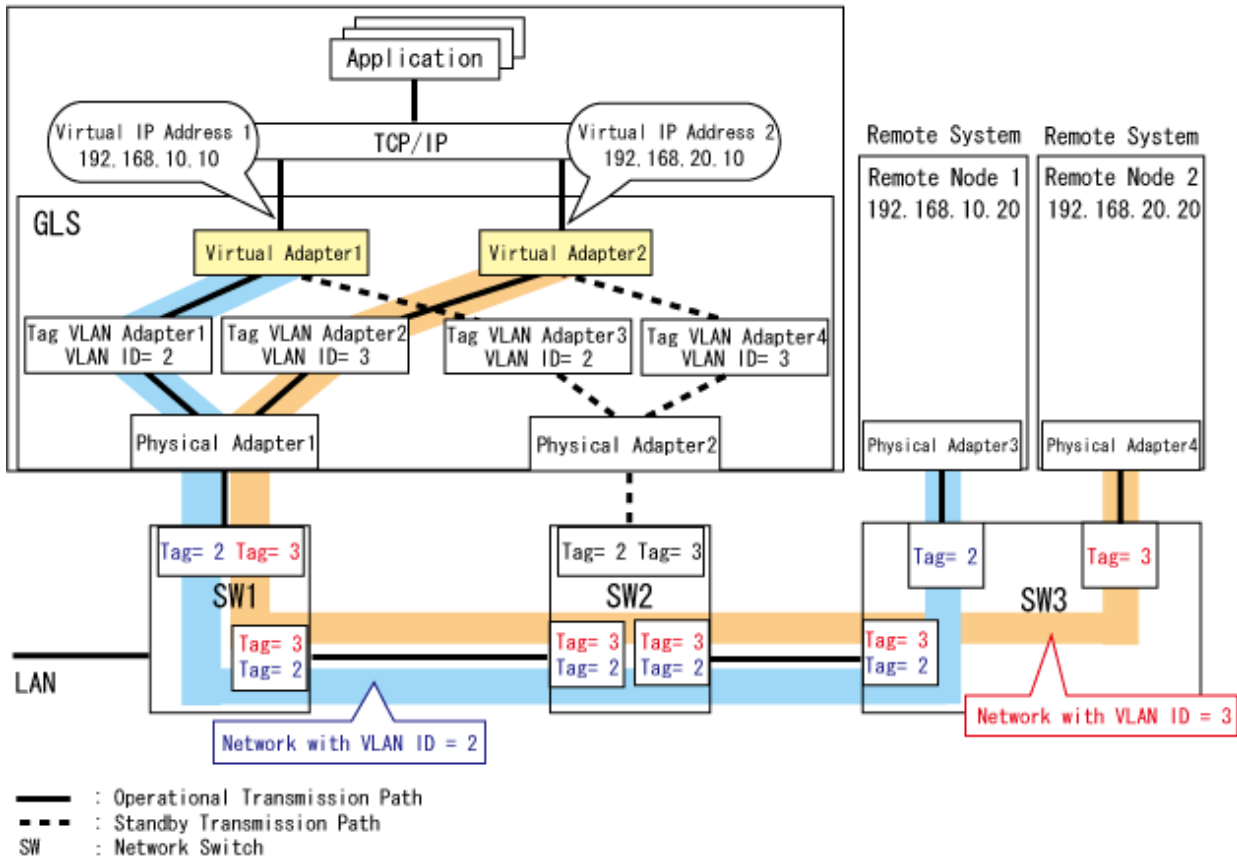 Application
Virtual IP Address 1
192.168.10.10
TCP/IP
Virtual IP Address 2
192.168.20.10
Remote System
Remote System
Remote Node 1
192.168.10.20
Remote Node 2
192.168.20.20
GLS
Virtual Adapter1
Virtual Adapter2
Tag VLAN Adapter1
VLAN ID= 2
Tag VLAN Adapter2
VLAN ID= 3
Tag VLAN Adapter3
VLAN ID= 2
Tag VLAN Adapter4
VLAN ID= 3
Physical Adapter1
Physical Adapter2
Physical Adapter3
Physical Adapter4
Tag= 2 Tag= 3
Tag= 2 Tag= 3
Tag= 2
Tag= 3
SW1
SW2
SW3
Tag= 3
Tag= 2
Tag= 3
Tag= 2
Tag= 3
Tag= 2
Tag= 3
Tag= 2
LAN
Network with VLAN ID = 2
Network with VLAN ID = 3
: Operational Transmission Path
: Standby Transmission Path
SW : Network Switch